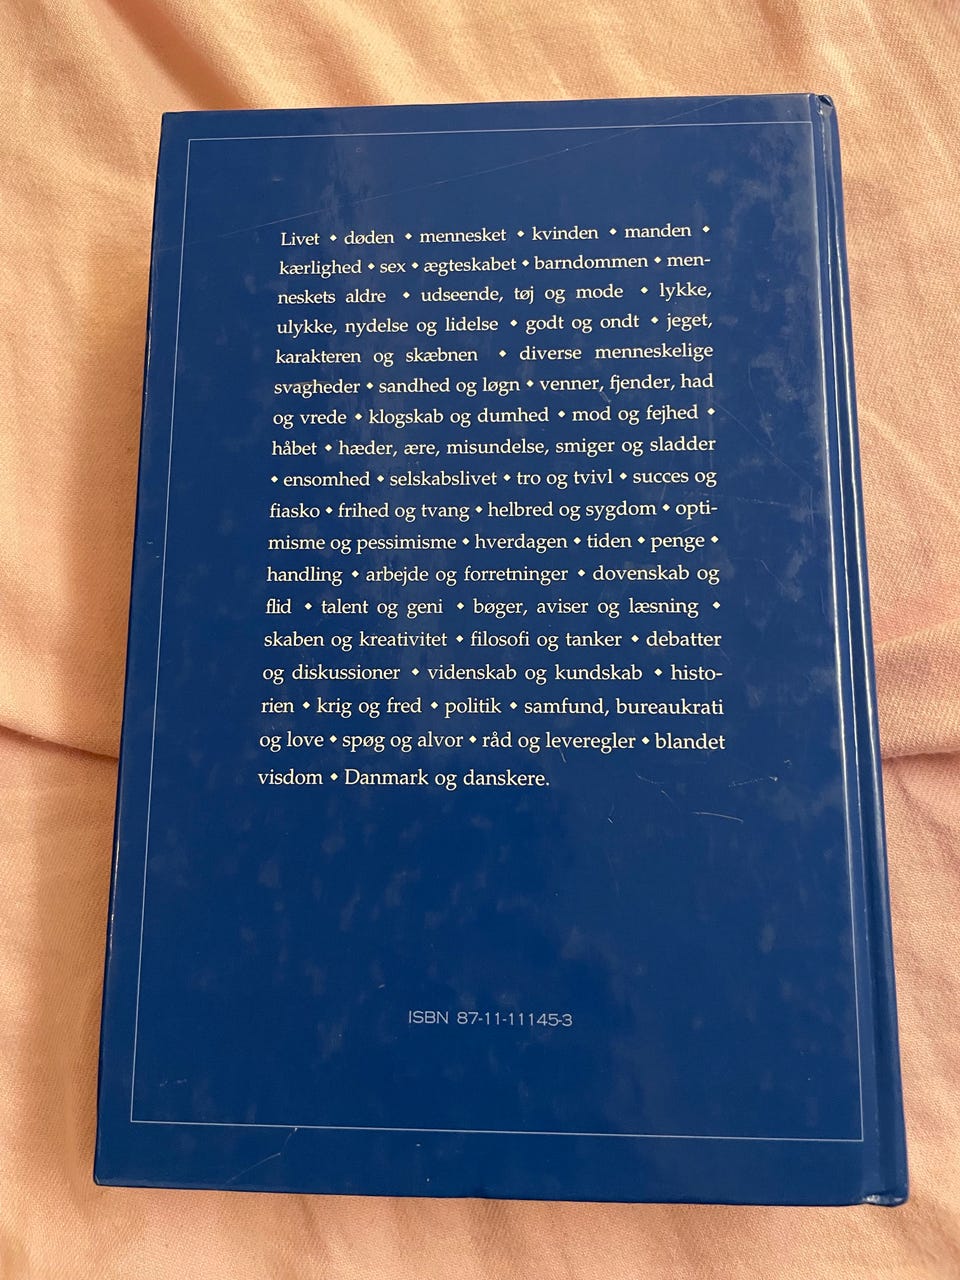 Livet ⬥ døden ⬥ mennesket ⬥ kvinden ⬥ manden ⬥
kærlighed ⬥ sex ⬥ ægteskabet ⬥ barndommen ⬥ men-
neskets aldre ⬥ udseende, tøj og mode ⬥ lykke,
ulykke, nydelse og lidelse ⬥ godt og ondt ⬥ jeget,
karakteren og skæbnen ⬥ diverse menneskelige
svagheder ⬥ sandhed og løgn ⬥ venner, fjender, had
og vrede ⬥ klogskab og dumhed ⬥ mod og fejhed ⬥
håbet ⬥ hæder, ære, misundelse, smiger og sladder
⬥ ensomhed ⬥ selskabslivet ⬥ tro og tvivl ⬥ succes og
fiasko ⬥ frihed og tvang ⬥ helbred og sygdom ⬥ opti-
misme og pessimisme ⬥ hverdagen ⬥ tiden ⬥ penge ⬥
handling ⬥ arbejde og forretninger ⬥ dovenskab og
flid ⬥ talent og geni ⬥ bøger, aviser og læsning ⬥
skaben og kreativitet ⬥ filosofi og tanker ⬥ debatter
og diskussioner ⬥ videnskab og kundskab ⬥ histo-
rien ⬥ krig og fred ⬥ politik ⬥ samfund, bureaukrati
og love ⬥ spøg og alvor ⬥ råd og leveregler ⬥ blandet
visdom ⬥ Danmark og danskere.
ISBN 87-11-11145-3